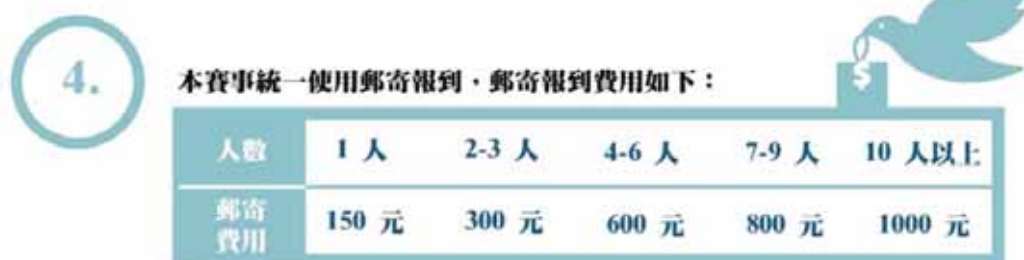 4.
本賽事統一使用郵寄報到，郵寄報到費用如下：
$
人數 1 人 2-3 人 4-6 人 7-9 人 10 人以上
郵寄費用 150 元 300 元 600 元 800 元 1000 元